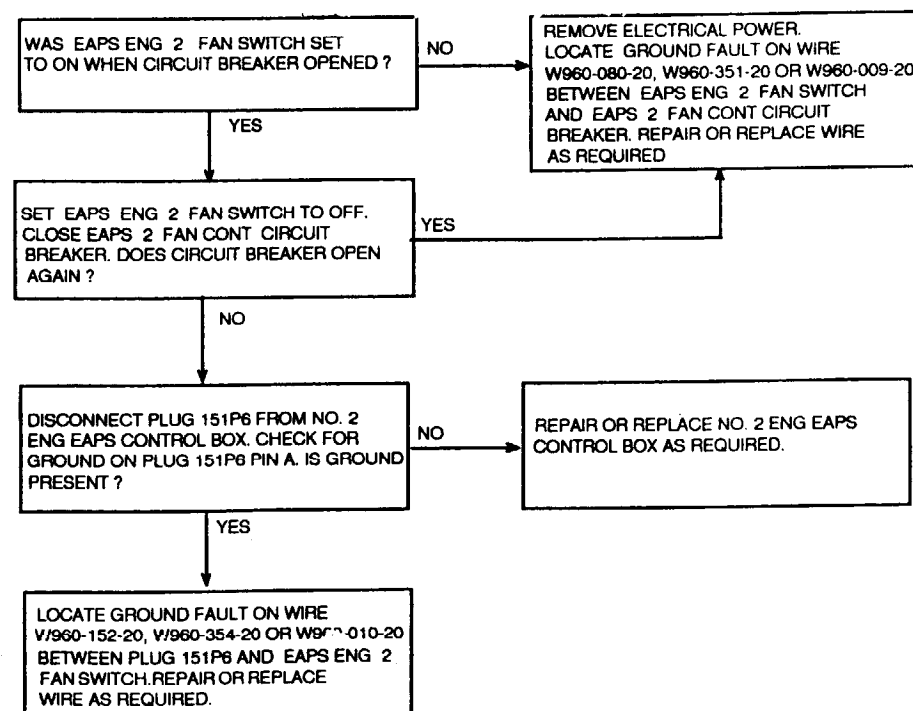 WAS EAPS ENG 2 FAN SWITCH SET
TO ON WHEN CIRCUIT BREAKER OPENED ?
NO
REMOVE ELECTRICAL POWER.
LOCATE GROUND FAULT ON WIRE
W960-080-20, W960-351-20 OR W960-009-20
BETWEEN EAPS ENG 2 FAN SWITCH
AND EAPS 2 FAN CONT CIRCUIT
BREAKER. REPAIR OR REPLACE WIRE
AS REQUIRED
YES
SET EAPS ENG 2 FAN SWITCH TO OFF.
CLOSE EAPS 2 FAN CONT CIRCUIT
BREAKER. DOES CIRCUIT BREAKER OPEN
AGAIN ?
YES
NO
DISCONNECT PLUG 151P6 FROM NO. 2
ENG EAPS CONTROL BOX. CHECK FOR
GROUND ON PLUG 151P6 PIN A. IS GROUND
PRESENT ?
NO
REPAIR OR REPLACE NO. 2 ENG EAPS
CONTROL BOX AS REQUIRED.
YES
LOCATE GROUND FAULT ON WIRE
W960-152-20, W960-354-20 OR
BETWEEN PLUG 151P6 AND EAPS ENG 2
FAN SWITCH.REPAIR OR REPLACE
WIRE AS REQUIRED.